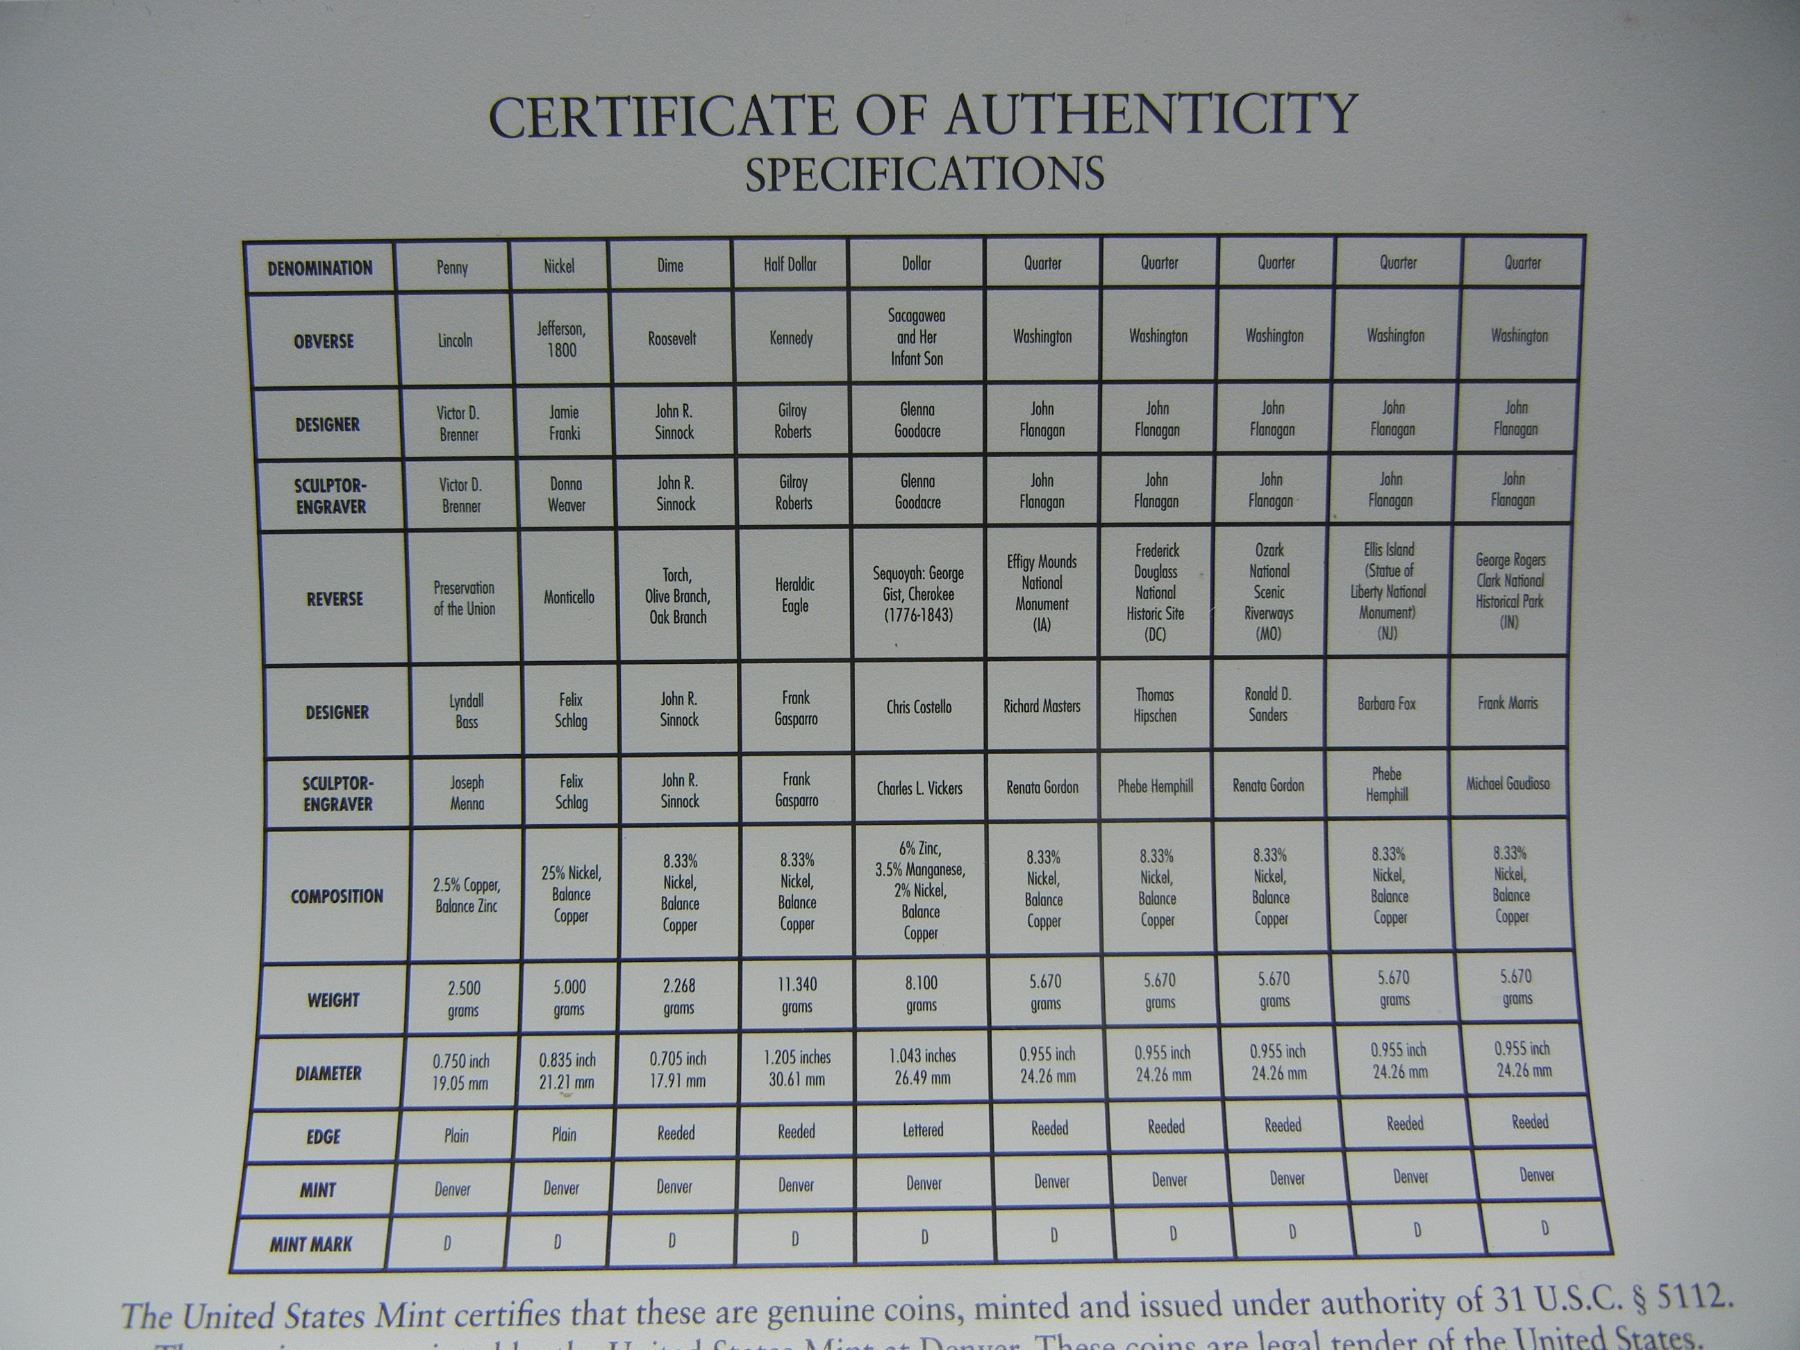 CERTIFICATE OF AUTHENTICITY
SPECIFICATIONS
DENOMINATION Penny Nickel Dime Half Dollar Dollar Quarter Quarter Quarter Quarter Quarter
OBVERSE Lincoln Jefferson, 1800 Roosevelt Kennedy Sacagawea and Her Infant Son Washington Washington Washington Washington Washington
DESIGNER Victor D. Brenner Jamie Franki John R. Sinnock Gilroy Roberts Glenna Goodacre John Flanagan John Flanagan John Flanagan John Flanagan John Flanagan
SCULPTOR-ENGRAVER Victor D. Brenner Donna Weaver John R. Sinnock Gilroy Roberts Glenna Goodacre John Flanagan John Flanagan John Flanagan John Flanagan John Flanagan
REVERSE Preservation of the Union Monticello Torch, Olive Branch, Oak Branch Heraldic Eagle Sequoyah: George Gist, Cherokee (1776-1843) Effigy Mounds National Monument (IA) Frederick Douglass National Historic Site (DC) Ozark National Scenic Riverways (MO) Ellis Island (Statue of Liberty National Monument) (NJ) George Rogers Clark National Historical Park (IN)
DESIGNER Lyndall Bass Felix Schlag John R. Sinnock Frank Gasparro Chris Costello Richard Masters Thomas Hipschen Ronald D. Sanders Barbara Fox Frank Morris
SCULPTOR-ENGRAVER Joseph Menna Felix Schlag John R. Sinnock Frank Gasparro Charles L. Vickers Renata Gordon Phebe Hemphill Renata Gordon Phebe Hemphill Michael Gaudioso
COMPOSITION 2.5% Copper, Balance Zinc 25% Nickel, Balance Copper 8.33% Nickel, Balance Copper 8.33% Nickel, Balance Copper 6% Zinc, 3.5% Manganese, 2% Nickel, Balance Copper 8.33% Nickel, Balance Copper 8.33% Nickel, Balance Copper 8.33% Nickel, Balance Copper 8.33% Nickel, Balance Copper 8.33% Nickel, Balance Copper
WEIGHT 2.500 grams 5.000 grams 2.268 grams 11.340 grams 8.100 grams 5.670 grams 5.670 grams 5.670 grams 5.670 grams 5.670 grams
DIAMETER 0.750 inch 19.05 mm 0.835 inch 21.21 mm 0.705 inch 17.91 mm 1.205 inches 30.61 mm 1.043 inches 26.49 mm 0.955 inch 24.26 mm 0.955 inch 24.26 mm 0.955 inch 24.26 mm 0.955 inch 24.26 mm 0.955 inch 24.26 mm
EDGE Plain Plain Reeded Reeded Lettered Reeded Reeded Reeded Reeded Reeded
MINT Denver Denver Denver Denver Denver Denver Denver Denver Denver Denver
MINT MARK D D D D D D D D D D
The United States Mint certifies that these are genuine coins, minted and issued under authority of 31 U.S.C. § 5112.
United States Mint at Denver. These coins are legal tender of the United States.